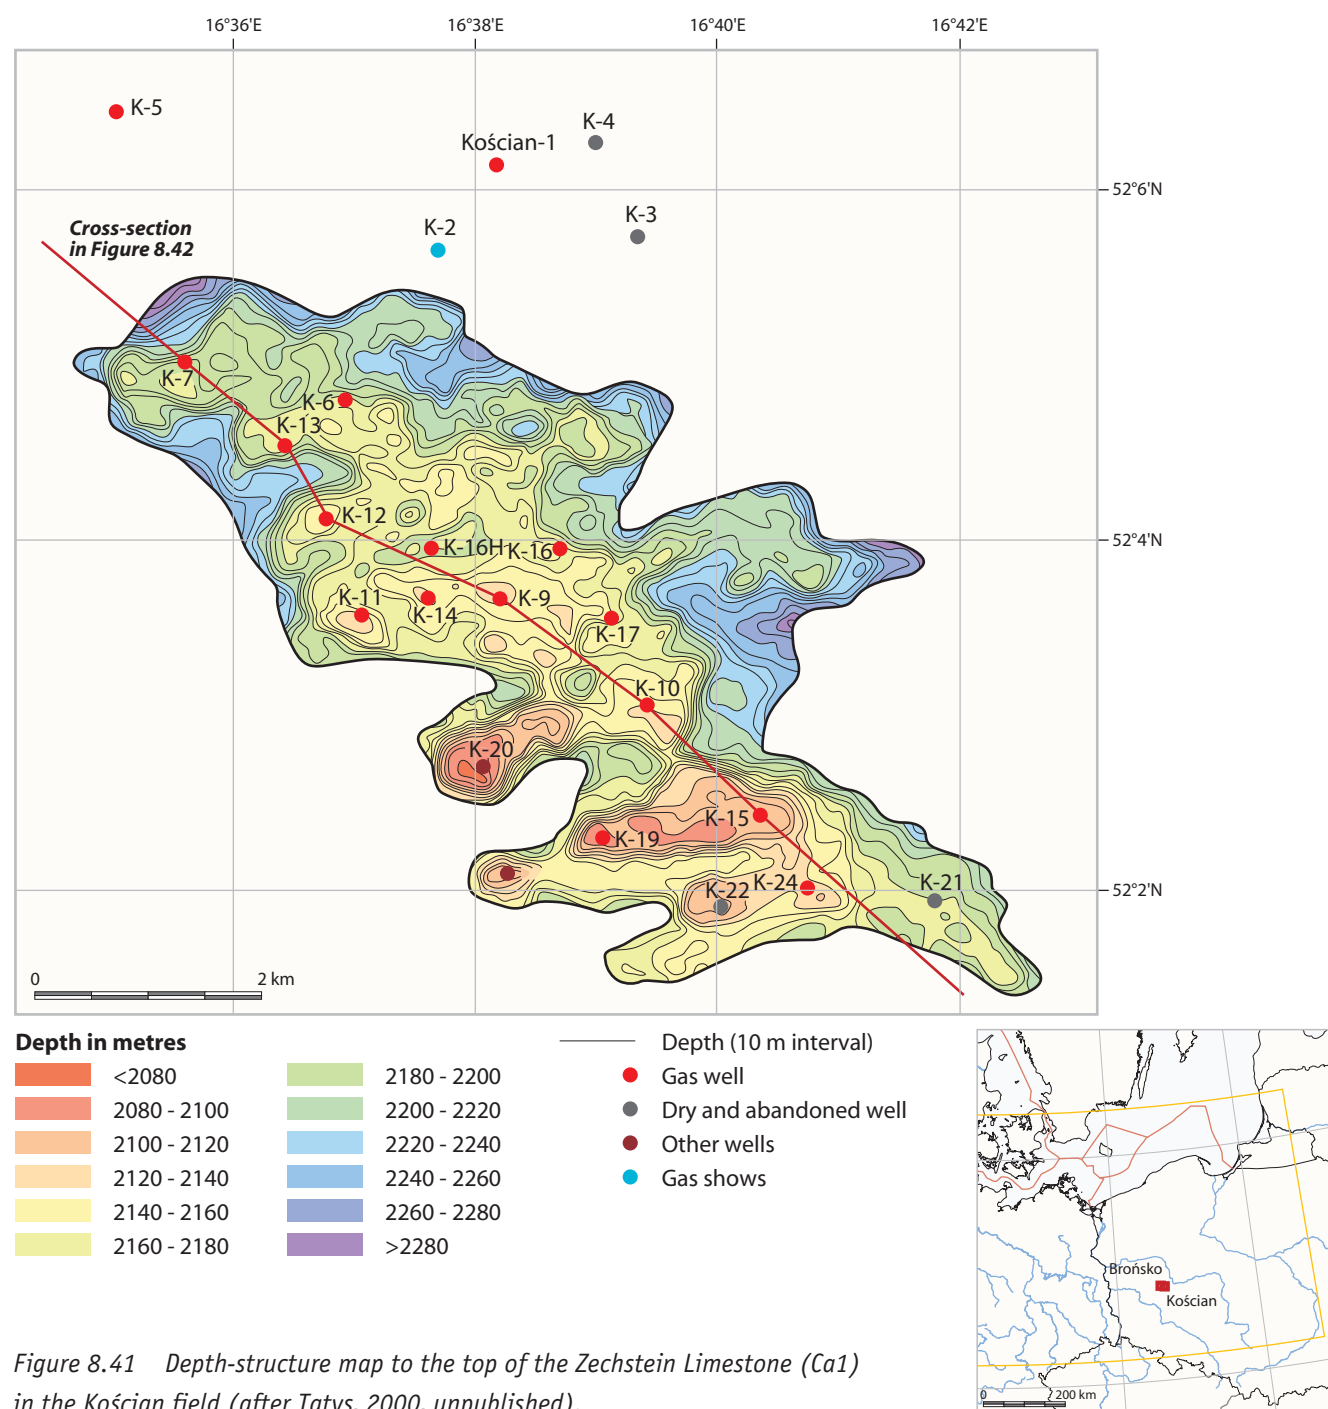 16°36'E 16°38'E 16°40'E 16°42'E
K-5
K-4
Kościan-1
52°6'N
K-3
K-2
Cross-section
in Figure 8.42
K-7
K-6
K-13
K-12
52°4'N
K-16H
K-16
K-11
K-14
K-9
K-17
K-10
K-20
K-15
K-19
K-22
K-24
K-21
52°2'N
0 2 km
Depth in metres
<2080
2080 - 2100
2100 - 2120
2120 - 2140
2140 - 2160
2160 - 2180
2180 - 2200
2200 - 2220
2220 - 2240
2240 - 2260
2260 - 2280
>2280
Depth (10 m interval)
Gas well
Dry and abandoned well
Other wells
Gas shows
Brońsko
Kościan
0 200 km
Figure 8.41 Depth-structure map to the top of the Zechstein Limestone (Ca1)
in the Kościan field (after Tatys, 2000, unpublished).